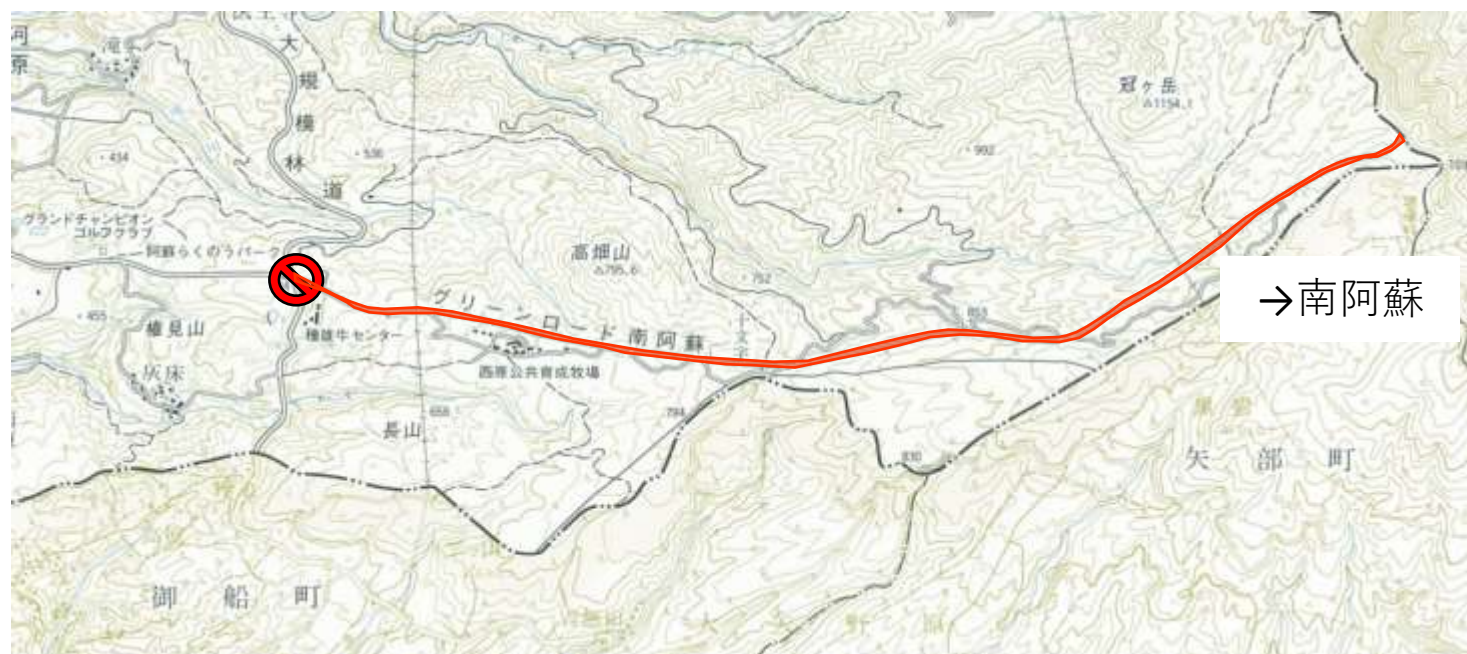 河原
大規模林道
冠ヶ岳
△1154.1
・434
・536
・992
グランドチャンピオン
ゴルフクラブ
阿蘇らくのうパーク
高畑山
△795.6
・752
→南阿蘇
・455
グリーンロード南阿蘇
853
種雄牛センター
十文字
西原公共育成牧場
灰床
658
794
長山
830
矢部町
御船町